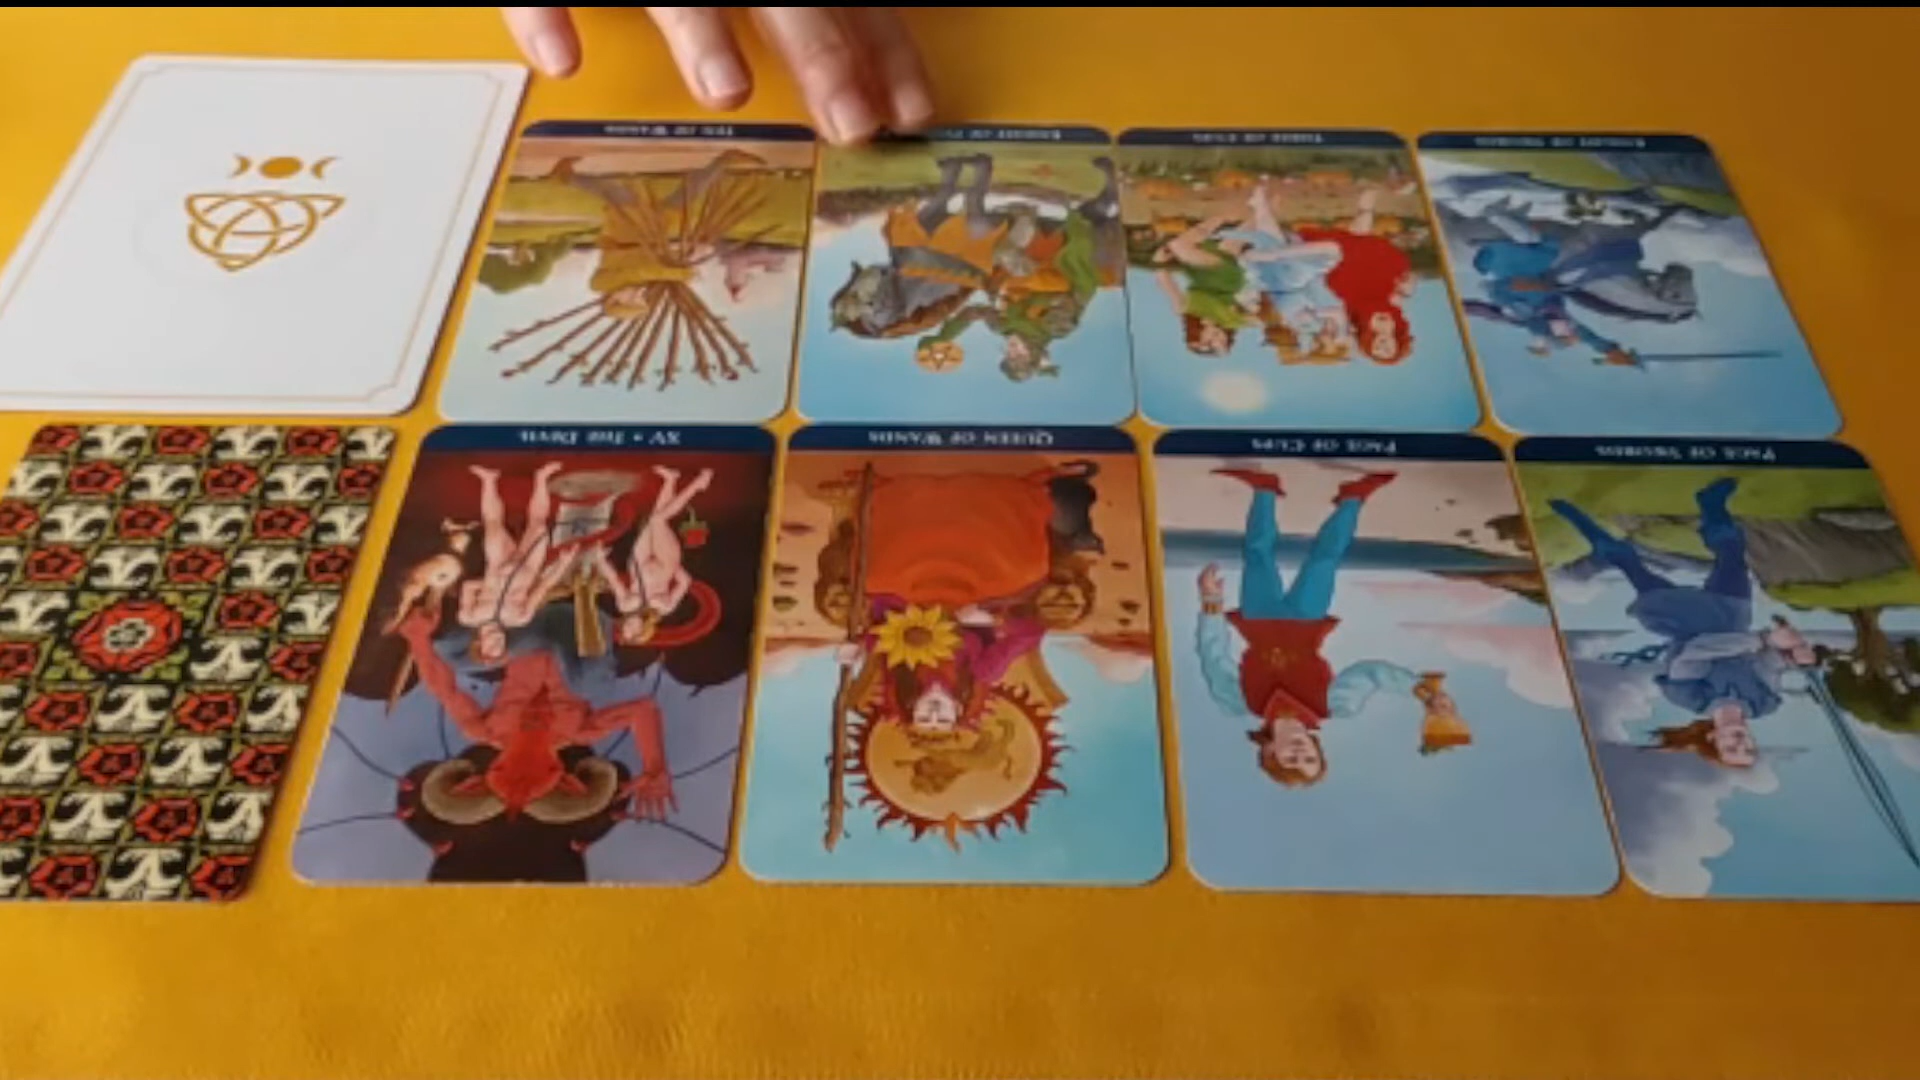 TEN OF WANDS
KNIGHT OF
THREE OF CUPS
KNIGHT OF SWORDS
XV • THE DEVIL
QUEEN OF WANDS
PAGE OF CUPS
PAGE OF SWORDS